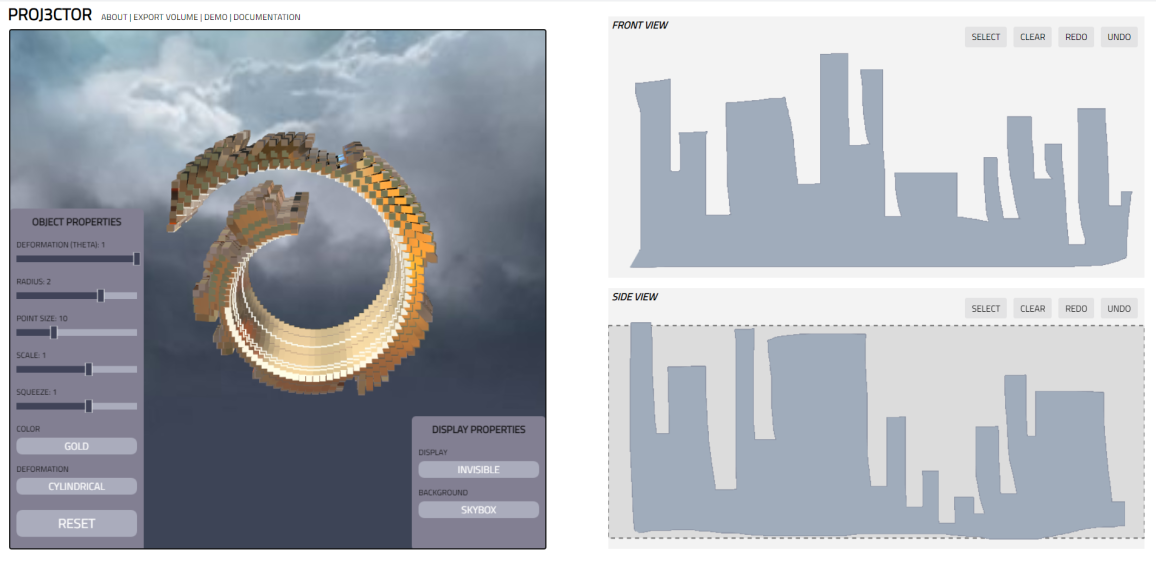 PROJ3CTOR ABOUT | EXPORT VOLUME | DEMO | DOCUMENTATION
OBJECT PROPERTIES
DEFORMATION (THETA): 1
RADIUS: 2
POINT SIZE: 10
SCALE: 1
SQUEEZE: 1
COLOR
GOLD
DEFORMATION
CYLINDRICAL
RESET
DISPLAY PROPERTIES
DISPLAY
INVISIBLE
BACKGROUND
SKYBOX
FRONT VIEW
SELECT CLEAR REDO UNDO
SIDE VIEW
SELECT CLEAR REDO UNDO